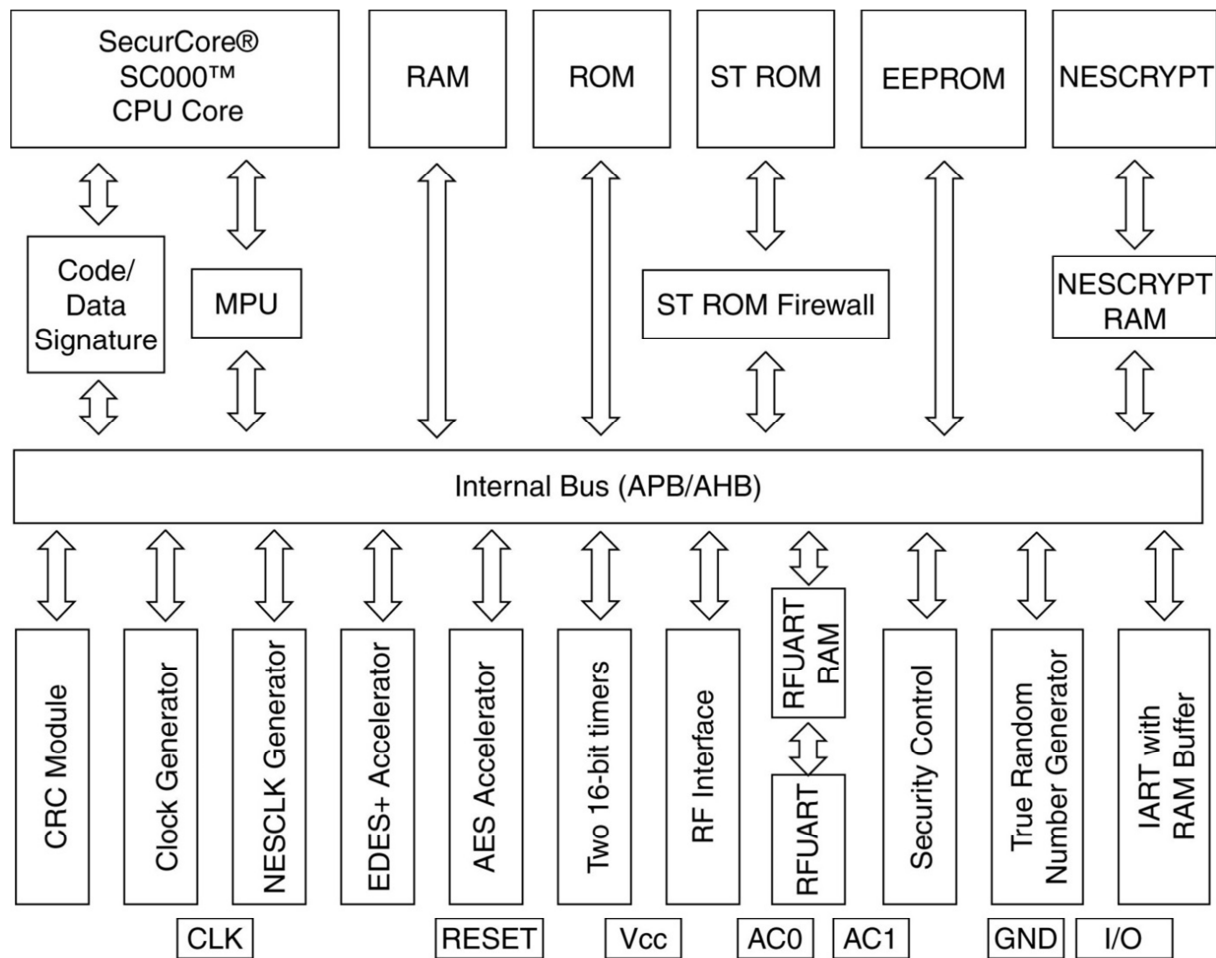 SecurCore®
SC000™
CPU Core
RAM
ROM
ST ROM
EEPROM
NESCRYPT
Code/
Data
Signature
MPU
ST ROM Firewall
NESCRYPT
RAM
Internal Bus (APB/AHB)
CRC Module
Clock Generator
NESCLK Generator
EDES+ Accelerator
AES Accelerator
Two 16-bit timers
RF Interface
RFUART
RAM
RFUART
Security Control
True Random
Number Generator
IART with
RAM Buffer
CLK
RESET
Vcc
AC0
AC1
GND
I/O